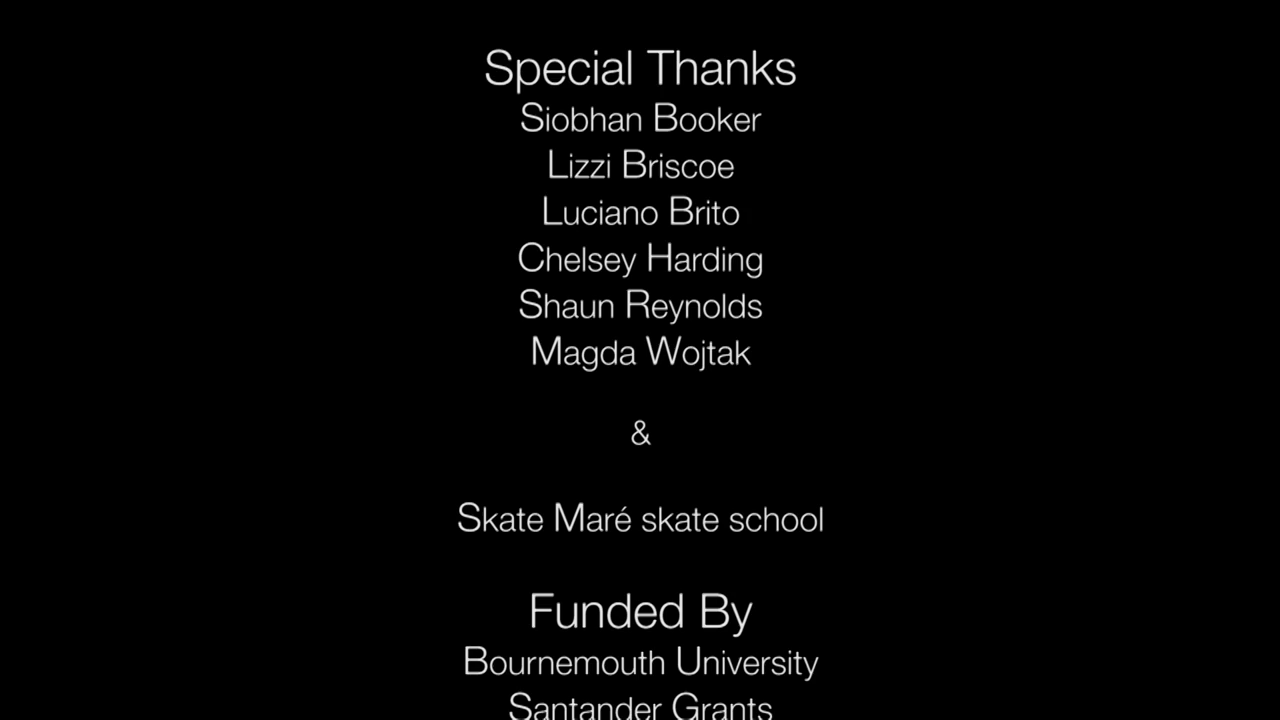 Special Thanks
Siobhan Booker
Lizzi Briscoe
Luciano Brito
Chelsey Harding
Shaun Reynolds
Magda Wojtak
&
Skate Maré skate school
Funded By
Bournemouth University
Santander Grants